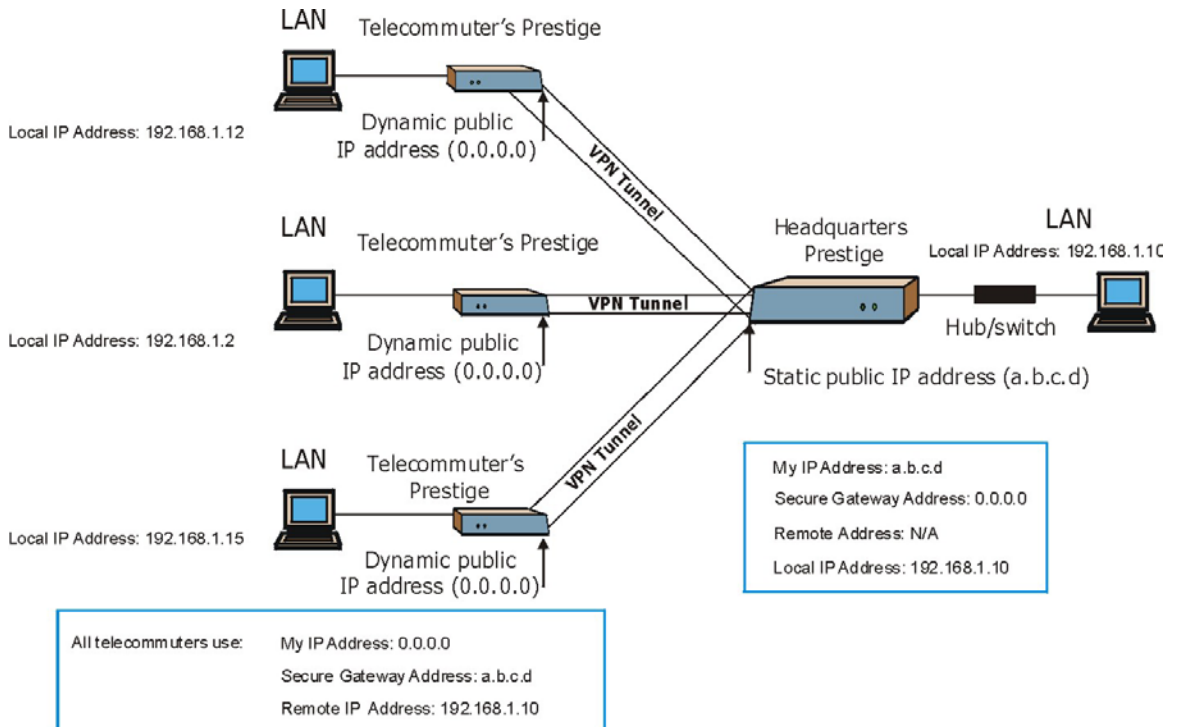 LAN
Telecommuter's Prestige
Local IP Address: 192.168.1.12
Dynamic public
IP address (0.0.0.0)
VPN Tunnel
LAN
Telecommuter's Prestige
Local IP Address: 192.168.1.2
Dynamic public
IP address (0.0.0.0)
VPN Tunnel
LAN
Telecommuter's
Prestige
Local IP Address: 192.168.1.15
Dynamic public
IP address (0.0.0.0)
VPN Tunnel
Headquarters
Prestige
LAN
Local IP Address: 192.168.1.10
Hub/switch
Static public IP address (a.b.c.d)
My IP Address: a.b.c.d
Secure Gateway Address: 0.0.0.0
Remote Address: N/A
Local IP Address: 192.168.1.10
All telecommuters use: My IP Address: 0.0.0.0
Secure Gateway Address: a.b.c.d
Remote IP Address: 192.168.1.10